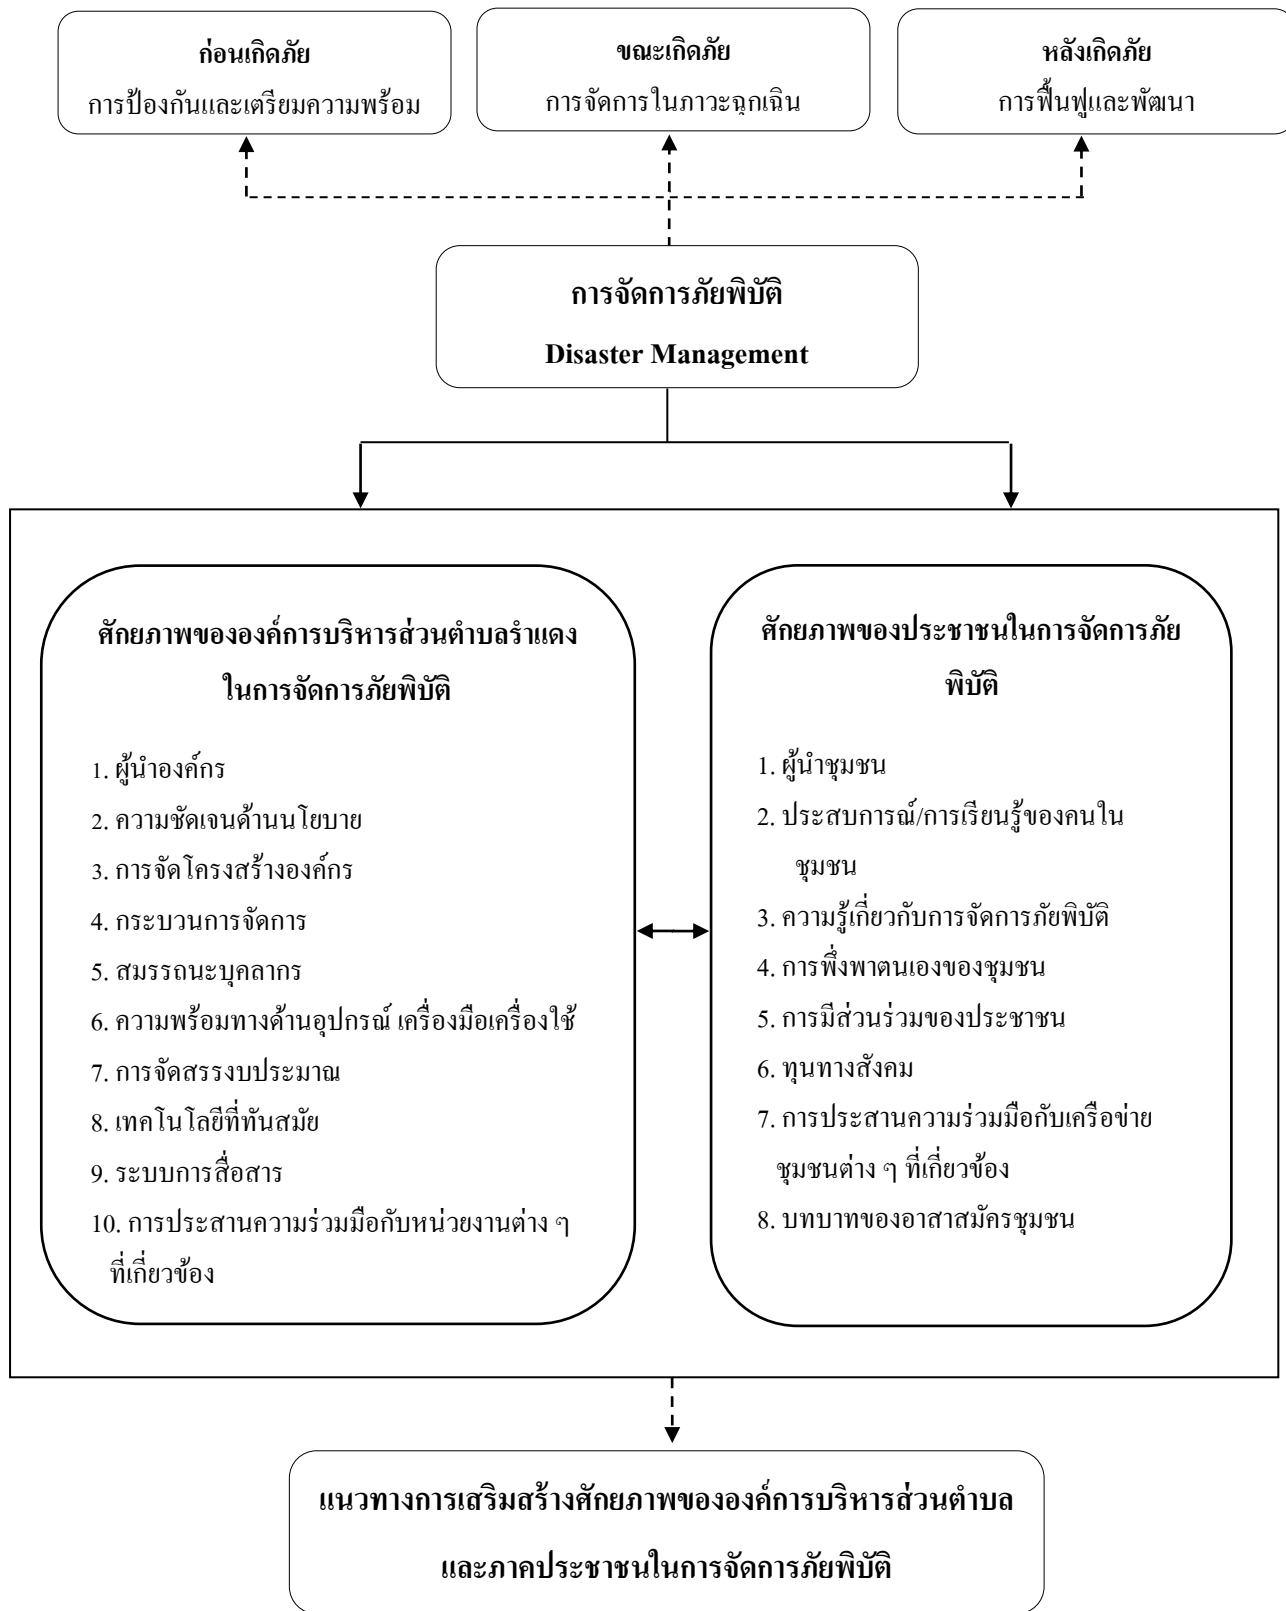 ก่อนเกิดภัย
การป้องกันและเตรียมความพร้อม
ขณะเกิดภัย
การจัดการในภาวะฉุกเฉิน
หลังเกิดภัย
การฟื้นฟูและพัฒนา
การจัดการภัยพิบัติ
Disaster Management
ศักยภาพขององค์การบริหารส่วนตำบลรำแดง
ในการจัดการภัยพิบัติ
1. ผู้นำองค์กร
2. ความชัดเจนด้านนโยบาย
3. การจัดโครงสร้างองค์กร
4. กระบวนการจัดการ
5. สมรรถนะบุคลากร
6. ความพร้อมทางด้านอุปกรณ์ เครื่องมือเครื่องใช้
7. การจัดสรรงบประมาณ
8. เทคโนโลยีที่ทันสมัย
9. ระบบการสื่อสาร
10. การประสานความร่วมมือกับหน่วยงานต่าง ๆ
ที่เกี่ยวข้อง
ศักยภาพของประชาชนในการจัดการภัย
พิบัติ
1. ผู้นำชุมชน
2. ประสบการณ์/การเรียนรู้ของคนใน
ชุมชน
3. ความรู้เกี่ยวกับการจัดการภัยพิบัติ
4. การพึ่งพาตนเองของชุมชน
5. การมีส่วนร่วมของประชาชน
6. ทุนทางสังคม
7. การประสานความร่วมมือกับเครือข่าย
ชุมชนต่าง ๆ ที่เกี่ยวข้อง
8. บทบาทของอาสาสมัครชุมชน
แนวทางการเสริมสร้างศักยภาพขององค์การบริหารส่วนตำบล
และภาคประชาชนในการจัดการภัยพิบัติ